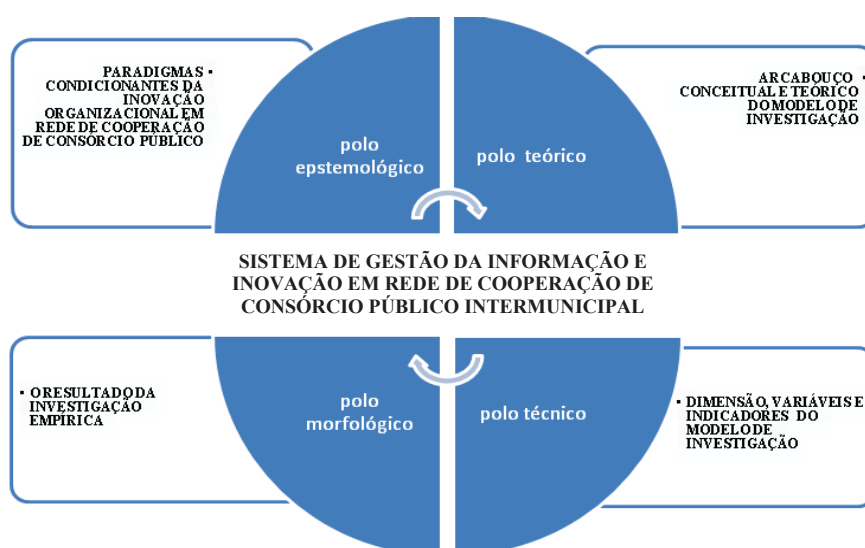 PARADIGMAS •
CONDICIONANTES DA
INOVAÇÃO
ORGANIZACIONAL EM
REDE DE COOPERAÇÃO
DE CONSÓRCIO PÚBLICO
polo
epstemológico
polo teórico
ARCABOUÇO •
CONCEITUAL E TEÓRICO
DO MODELO DE
INVESTIGAÇÃO
SISTEMA DE GESTÃO DA INFORMAÇÃO E
INOVAÇÃO EM REDE DE COOPERAÇÃO DE
CONSÓRCIO PÚBLICO INTERMUNICIPAL
• O RESULTADO DA
INVESTIGAÇÃO
EMPÍRICA
polo
morfológico
polo técnico
• DIMENSÃO, VARIÁVEIS E
INDICADORES DO
MODELO DE
INVESTIGAÇÃO